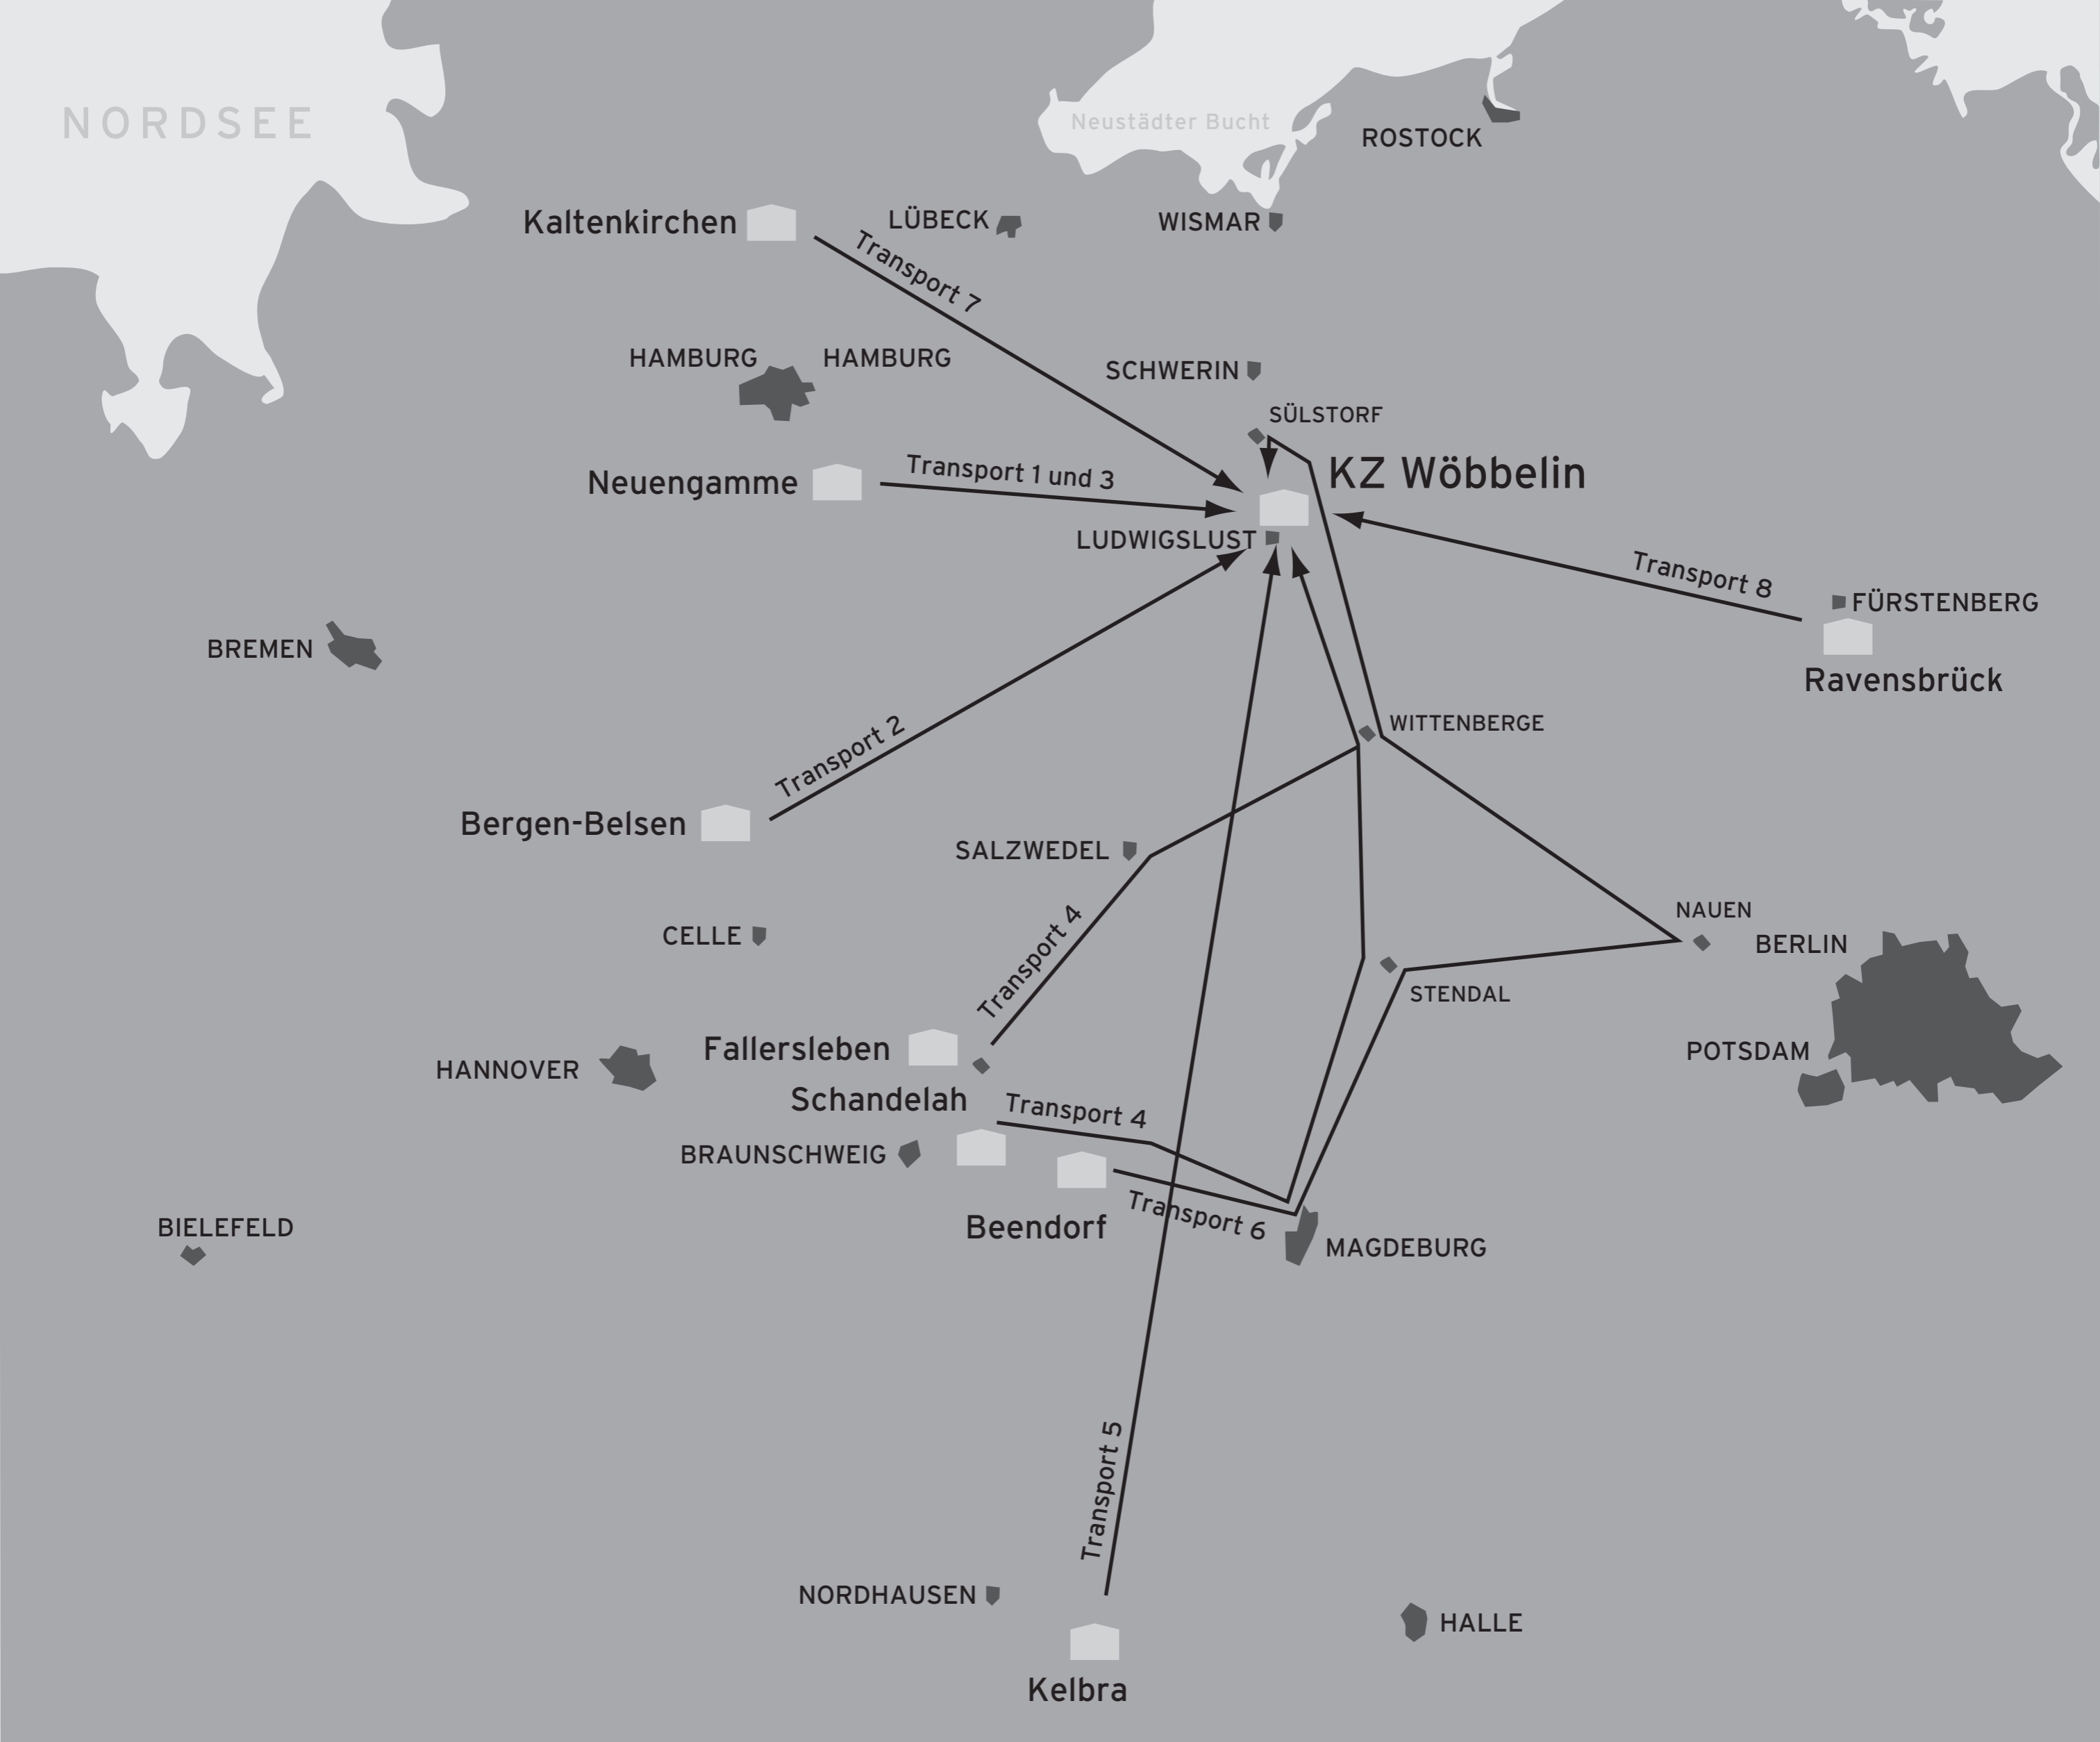 NORDSEE
Neustädter Bucht
ROSTOCK
Kaltenkirchen
LÜBECK
WISMAR
Transport 7
HAMBURG
HAMBURG
SCHWERIN
SÜLSTORF
Neuengamme
Transport 1 und 3
KZ Wöbbelin
LUDWIGSLUST
Transport 8
FÜRSTENBERG
Ravensbrück
BREMEN
WITTENBERGE
Transport 2
Bergen-Belsen
SALZWEDEL
CELLE
Transport 4
NAUEN
BERLIN
STENDAL
Fallersleben
HANNOVER
POTSDAM
Schandelah
Transport 4
BRAUNSCHWEIG
Transport 6
Beendorf
BIELEFELD
MAGDEBURG
Transport 5
NORDHAUSEN
HALLE
Kelbra